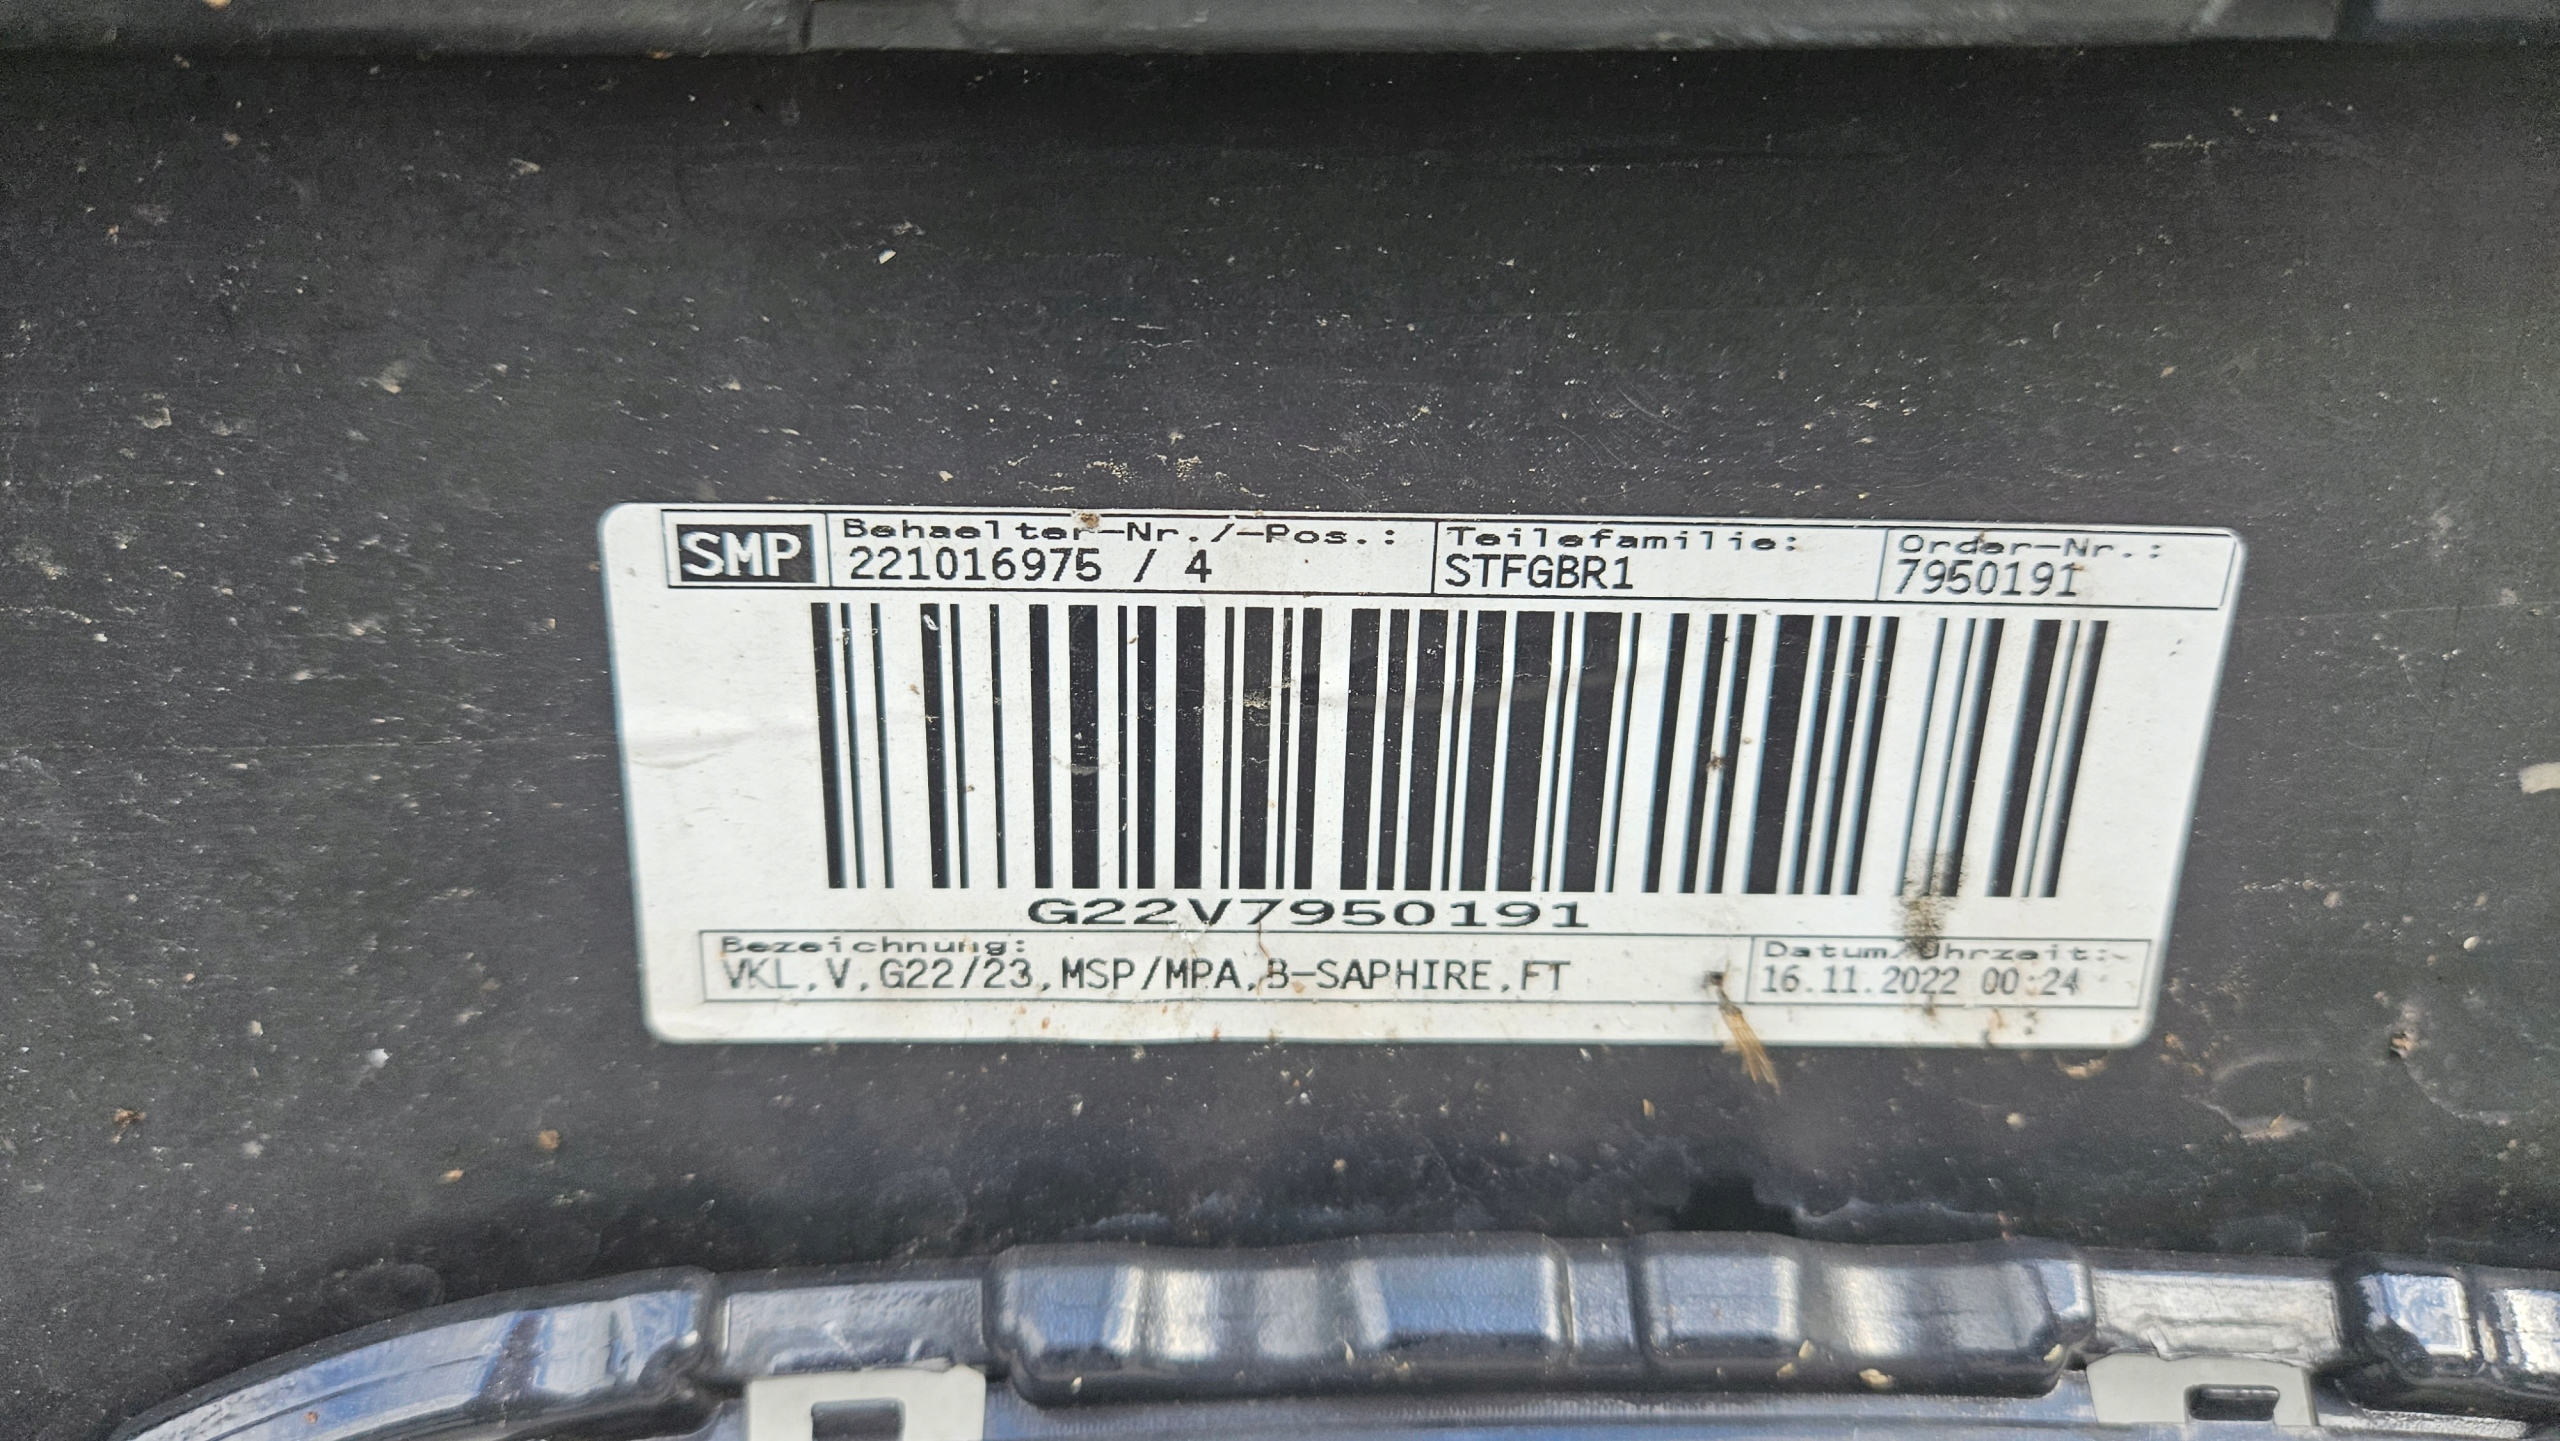 SMP
Behaelter-Nr./-Pos.:
221016975 / 4
Teilefamilie:
STFGBR1
Order-Nr.:
7950191
G22V7950191
Bezeichnung:
VKL,V,G22/23,MSP/MPA,B-SAPHIRE,FT
Datum/Uhrzeit:
16.11.2022 00:24